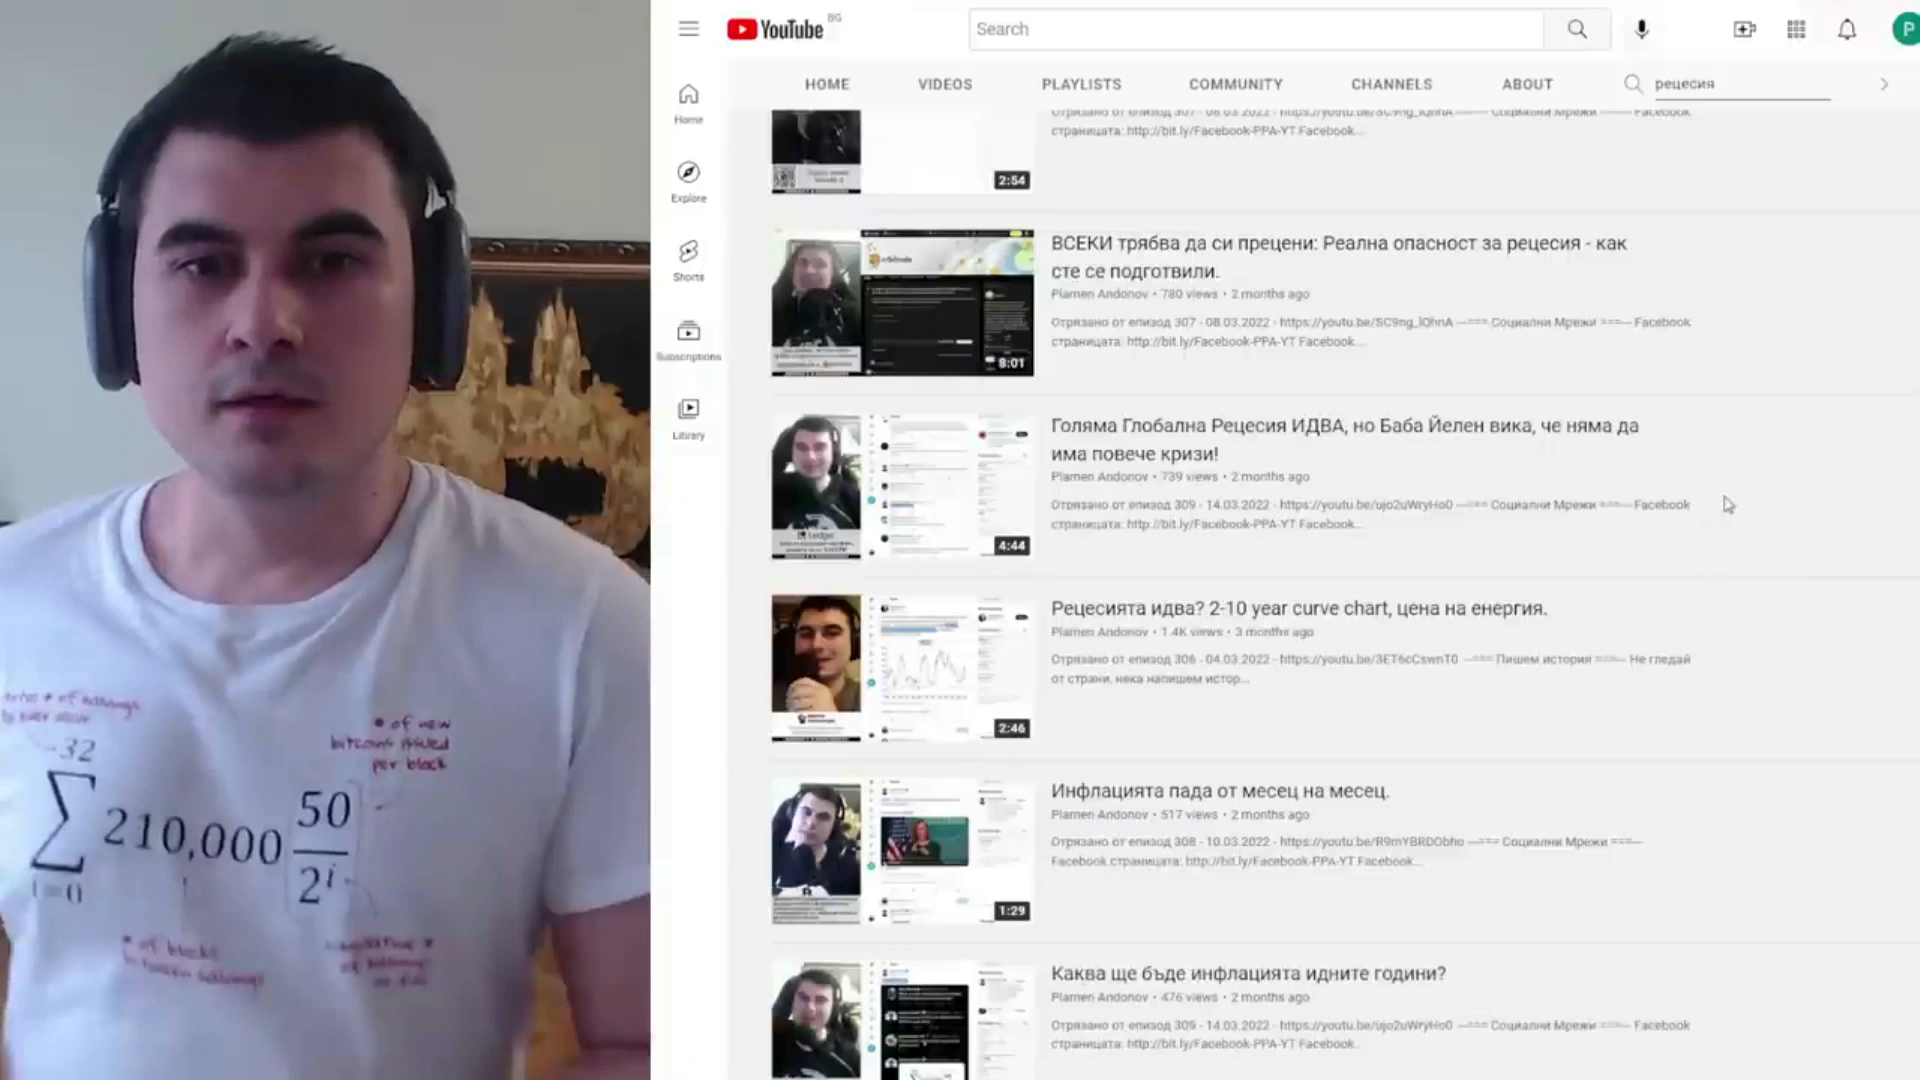 YouTube
BG
Search
P
HOME
VIDEOS
PLAYLISTS
COMMUNITY
CHANNELS
ABOUT
рецесия
Home
Explore
Shorts
Subscriptions
Library
страницата: http://bit.ly/Facebook-PPA-YT Facebook...
2:54
ВСЕКИ трябва да си прецени: Реална опасност за рецесия - как
сте се подготвили.
Plamen Andonov • 780 views • 2 months ago
Отрязано от епизод 307 - 08.03.2022 - https://youtu.be/SC9ng_IQhnA —=== Социални Мрежи ===— Facebook
страницата: http://bit.ly/Facebook-PPA-YT Facebook...
8:01
Голяма Глобална Рецесия ИДВА, но Баба Йелен вика, че няма да
има повече кризи!
Plamen Andonov • 739 views • 2 months ago
Отрязано от епизод 309 - 14.03.2022 - https://youtu.be/ujo2uWryHo0 —=== Социални Мрежи ===— Facebook
страницата: http://bit.ly/Facebook-PPA-YT Facebook...
4:44
Рецесията идва? 2-10 year curve chart, цена на енергия.
Plamen Andonov • 1.4K views • 3 months ago
Отрязано от епизод 306 - 04.03.2022 - https://youtu.be/3ET6cCswnT0 —=== Пишем история ===— Не гледай
от страни, нека напишем истор...
2:46
Инфлацията пада от месец на месец.
Plamen Andonov • 517 views • 2 months ago
Отрязано от епизод 308 - 10.03.2022 - https://youtu.be/R9mYBRDObho —=== Социални Мрежи ===—
Facebook страницата: http://bit.ly/Facebook-PPA-YT Facebook...
1:29
Каква ще бъде инфлацията идните години?
Plamen Andonov • 476 views • 2 months ago
Отрязано от епизод 309 - 14.03.2022 - https://youtu.be/ujo2uWryHo0 —=== Социални Мрежи ===— Facebook
страницата: http://bit.ly/Facebook-PPA-YT Facebook...
# of new
bitcoins issued
per block
32
∑ 210,000 50/2^i
i=0
# of blocks